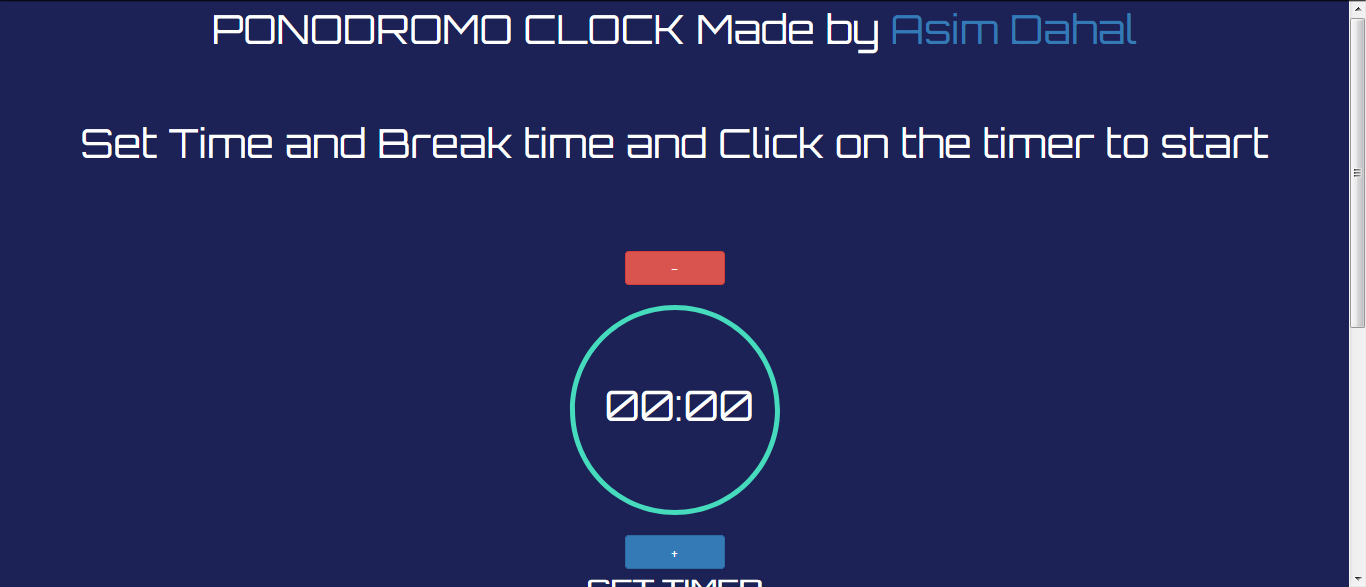 PONODROMO CLOCK Made by Asim Dahal
Set Time and Break time and Click on the timer to start
-
00:00
+
SET TIMER